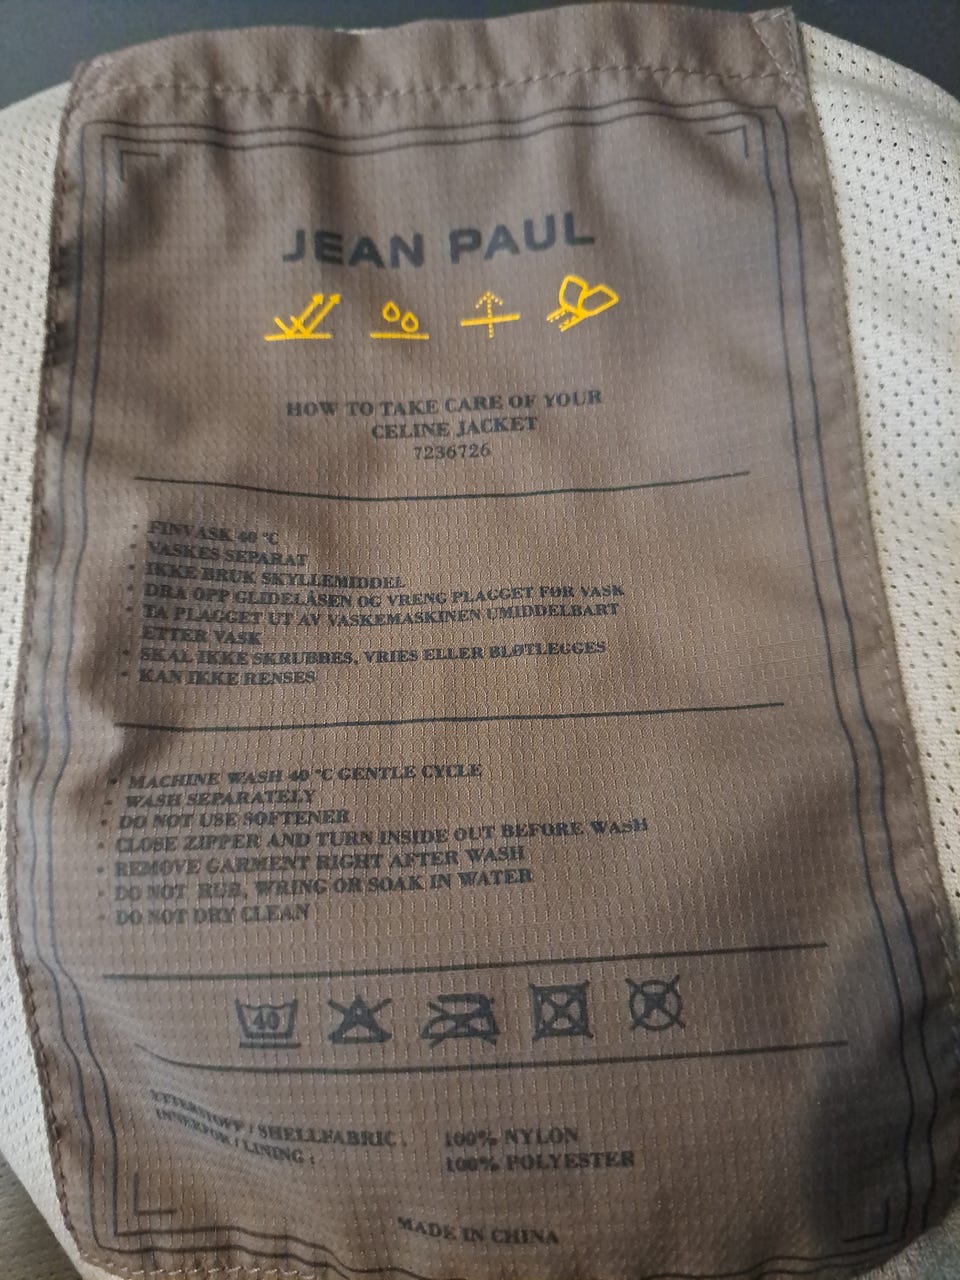 JEAN PAUL
HOW TO TAKE CARE OF YOUR
CELINE JACKET
7236726
• FINVASK 40 °C
• VASKES SEPARAT
• IKKE BRUK SKYLLEMIDDEL
• DRA OPP GLIDELÅSEN OG VRENG PLAGGET FØR VASK
• TA PLAGGET UT AV VASKEMASKINEN UMIDDELBART
ETTER VASK
• SKAL IKKE SKRUBBES, VRIES ELLER BLØTLEGGES
• KAN IKKE RENSES
• MACHINE WASH 40 °C GENTLE CYCLE
• WASH SEPARATELY
• DO NOT USE SOFTENER
• CLOSE ZIPPER AND TURN INSIDE OUT BEFORE WASH
• REMOVE GARMENT RIGHT AFTER WASH
• DO NOT RUB, WRING OR SOAK IN WATER
• DO NOT DRY CLEAN
40
YTTERSTOFF / SHELLFABRIC : 100% NYLON
INNERFOR / LINING : 100% POLYESTER
MADE IN CHINA